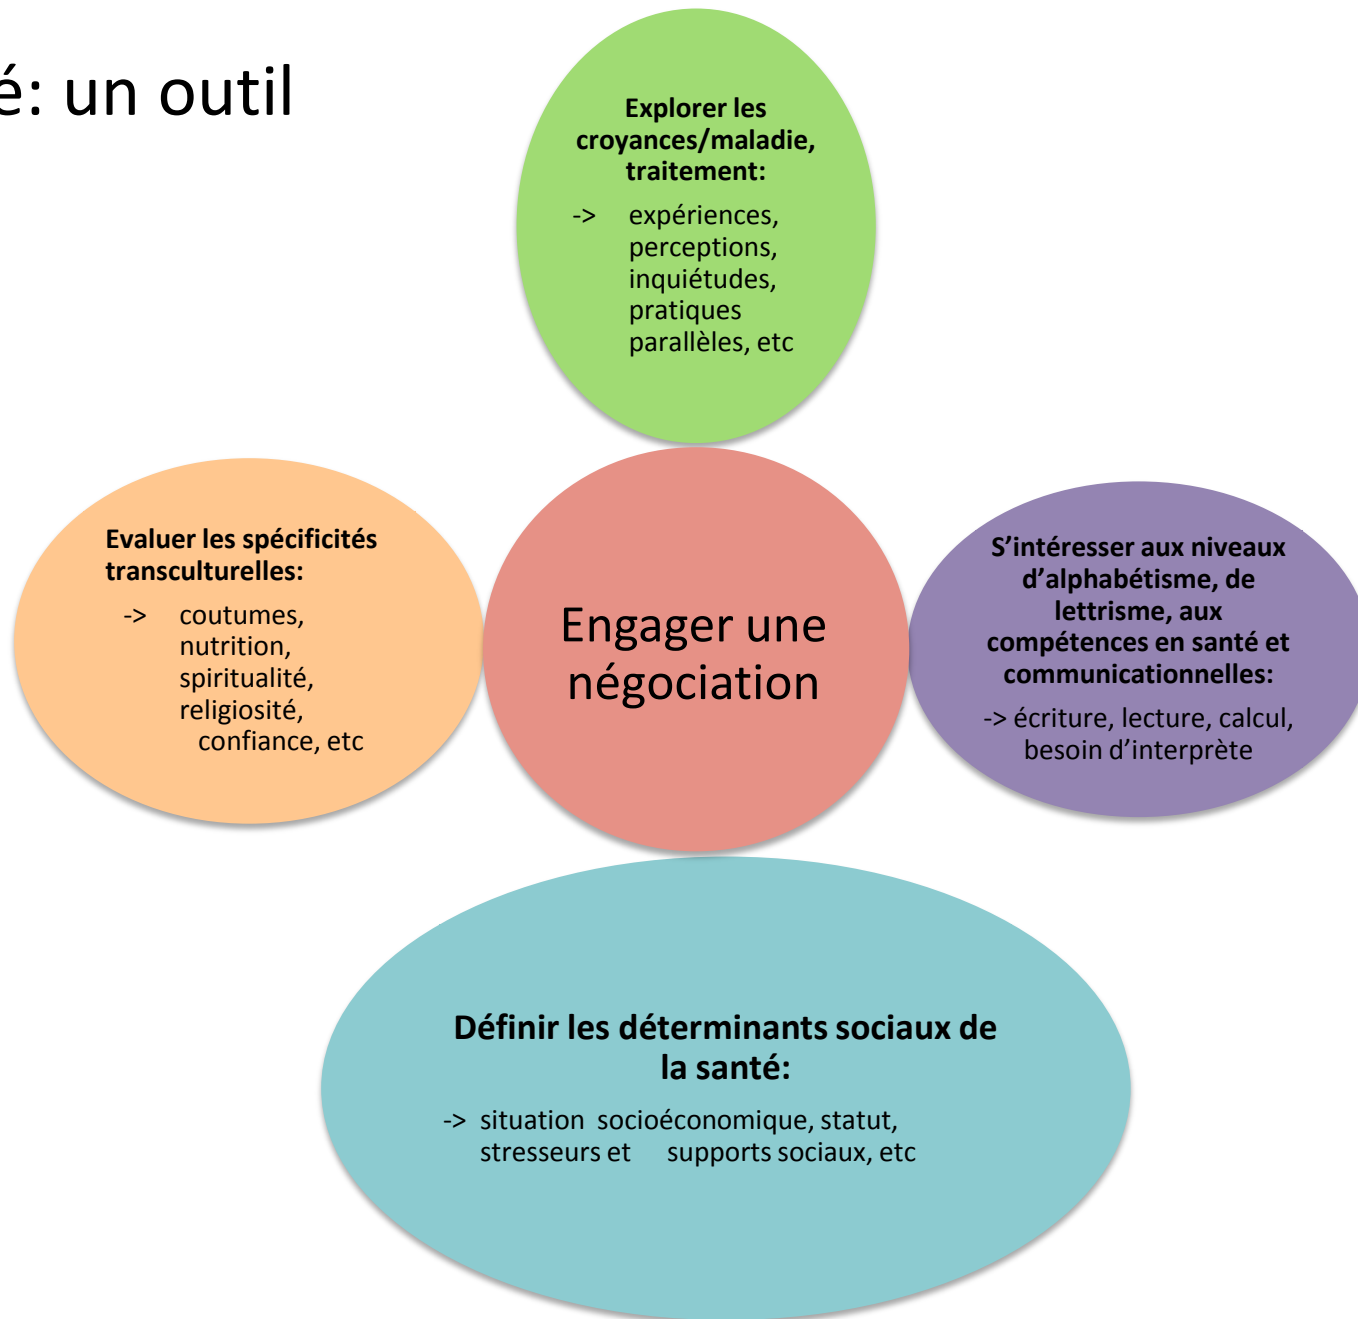 é: un outil
Explorer les
croyances/maladie,
traitement:
-> expériences,
perceptions,
inquiétudes,
pratiques
parallèles, etc
Evaluer les spécificités
transculturelles:
-> coutumes,
nutrition,
spiritualité,
religiosité,
confiance, etc
Engager une
négociation
S’intéresser aux niveaux
d’alphabétisme, de
lettrisme, aux
compétences en santé et
communicationnelles:
-> écriture, lecture, calcul,
besoin d’interprète
Définir les déterminants sociaux de
la santé:
-> situation socioéconomique, statut,
stresseurs et supports sociaux, etc